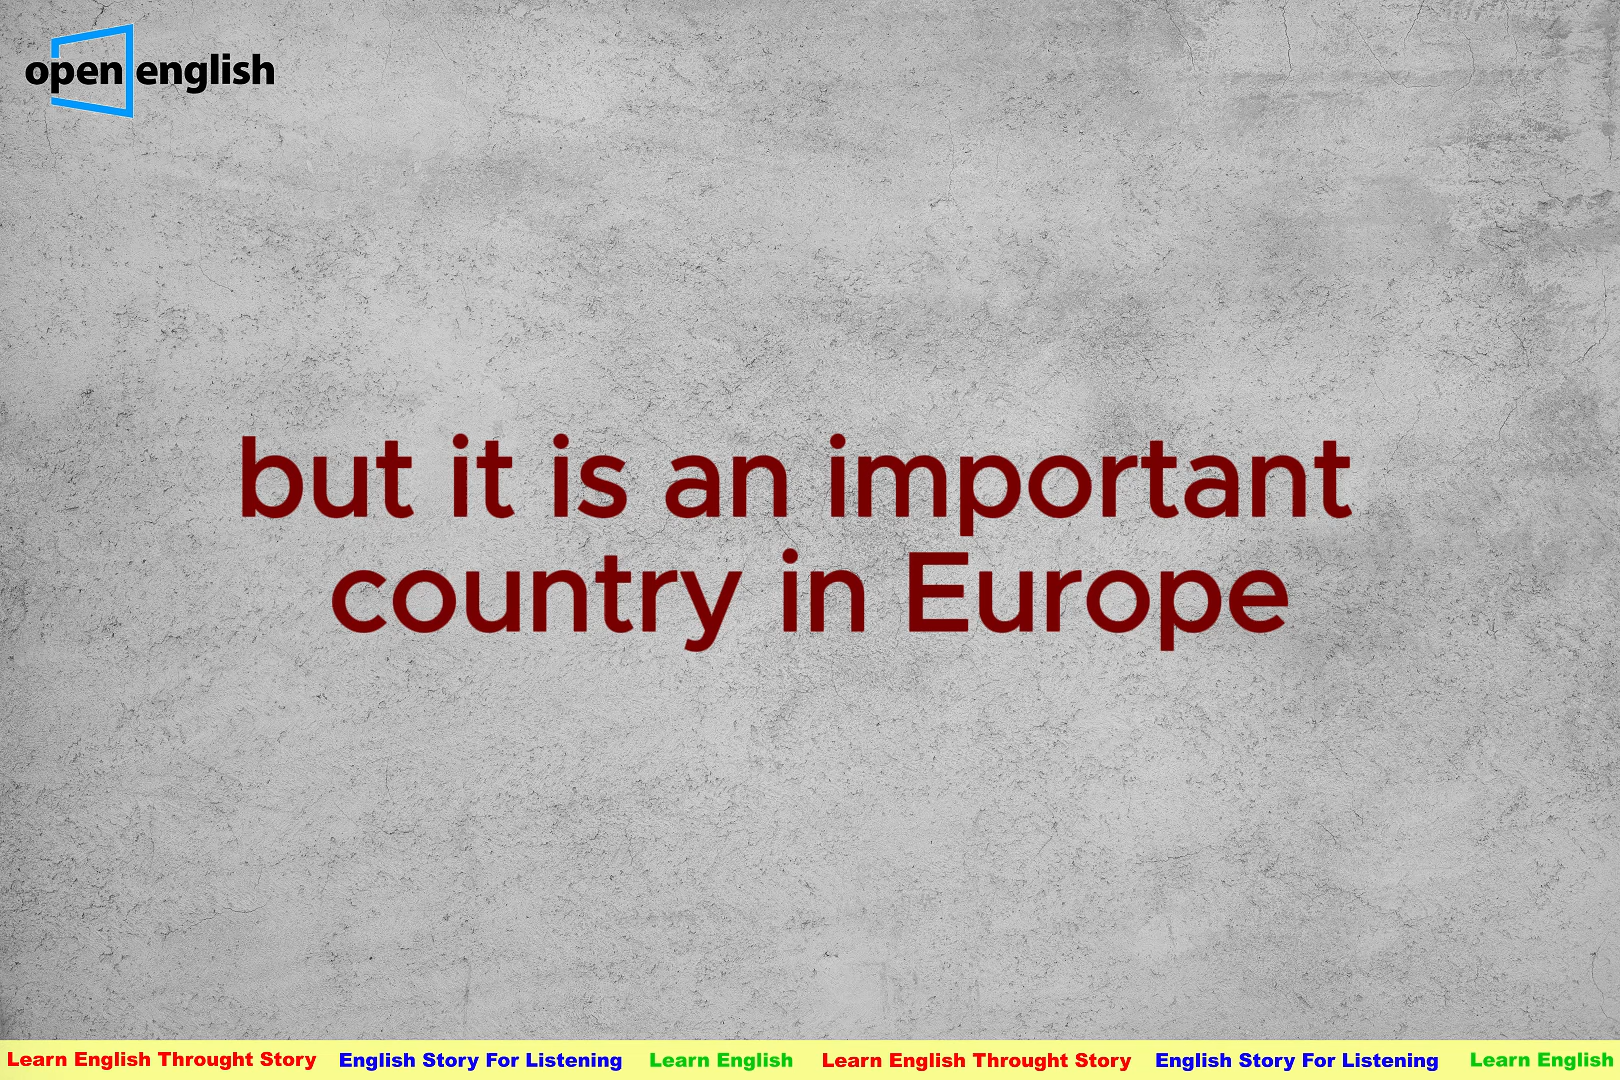 open english
but it is an important
country in Europe
Learn English Throught Story English Story For Listening Learn English Learn English Throught Story English Story For Listening Learn English